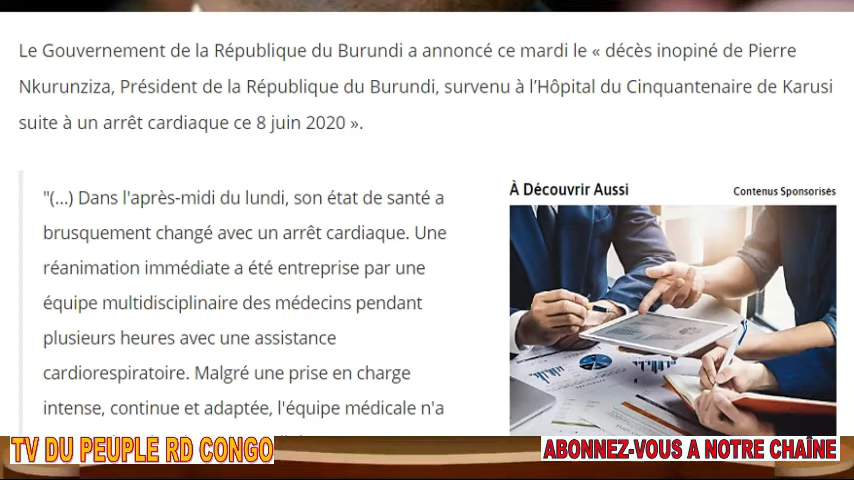 Le Gouvernement de la République du Burundi a annoncé ce mardi le « décès inopiné de Pierre
Nkurunziza, Président de la République du Burundi, survenu à l'Hôpital du Cinquantenaire de Karusi
suite à un arrêt cardiaque ce 8 juin 2020 ».
"(...) Dans l'après-midi du lundi, son état de santé a
brusquement changé avec un arrêt cardiaque. Une
réanimation immédiate a été entreprise par une
équipe multidisciplinaire des médecins pendant
plusieurs heures avec une assistance
cardiorespiratoire. Malgré une prise en charge
intense, continue et adaptée, l'équipe médicale n'a
À Découvrir Aussi
Contenus Sponsorisés
TV DU PEUPLE RD CONGO
ABONNEZ-VOUS A NOTRE CHAÎNE